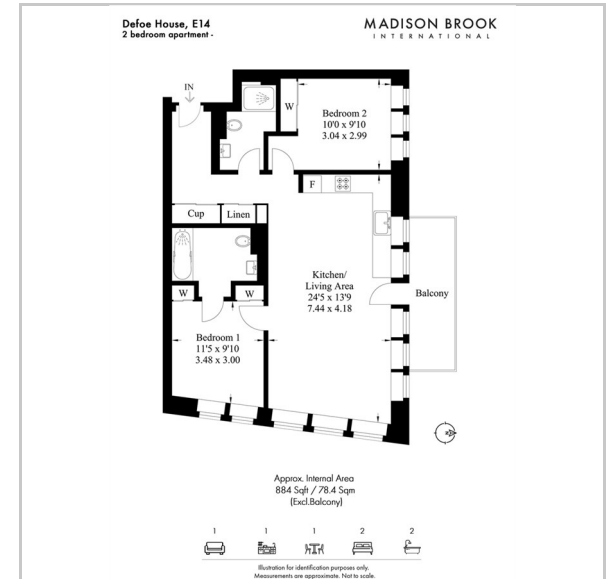 Defoe House, E14
2 bedroom apartment -
MADISON BROOK
INTERNATIONAL
IN
W
Bedroom 2
10'0 x 9'10
3.04 x 2.99
F
Cup
Linen
Kitchen/
Living Area
24'5 x 13'9
7.44 x 4.18
Balcony
W
W
Bedroom 1
11'5 x 9'10
3.48 x 3.00
Approx. Internal Area
884 Sqft / 78.4 Sqm
(Excl.Balcony)
1
1
1
2
2
Illustration for identification purposes only.
Measurements are approximate. Not to scale.